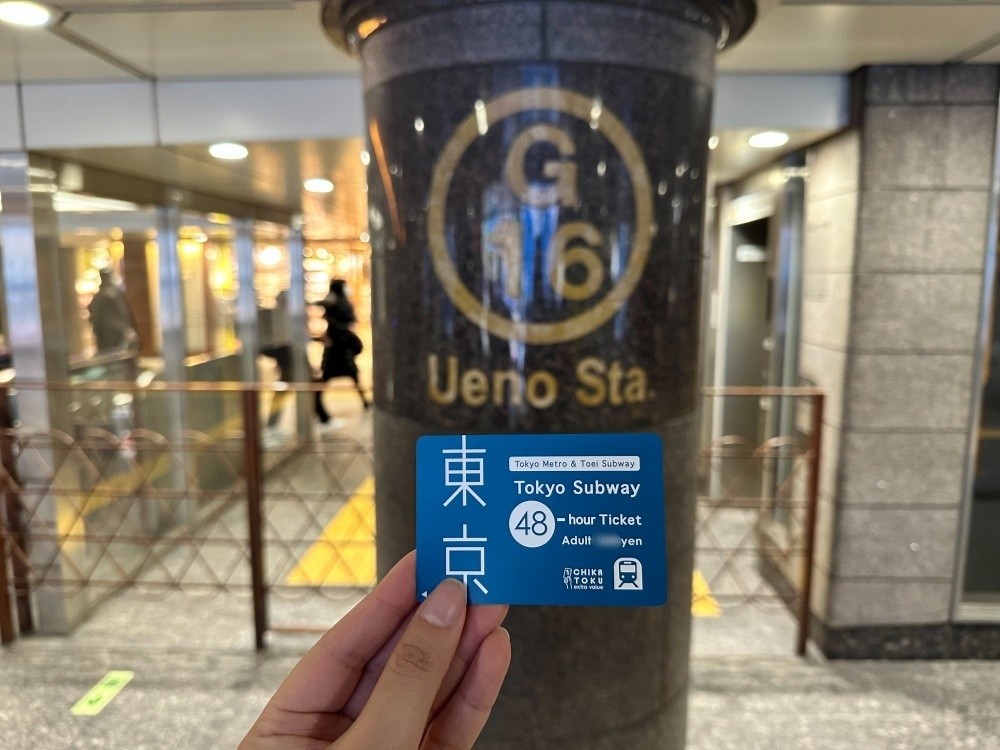 G
16
Ueno Sta.
東京
Tokyo Metro & Toei Subway
Tokyo Subway
48-hour Ticket
Adult yen
CHIKA
TOKU
extra value